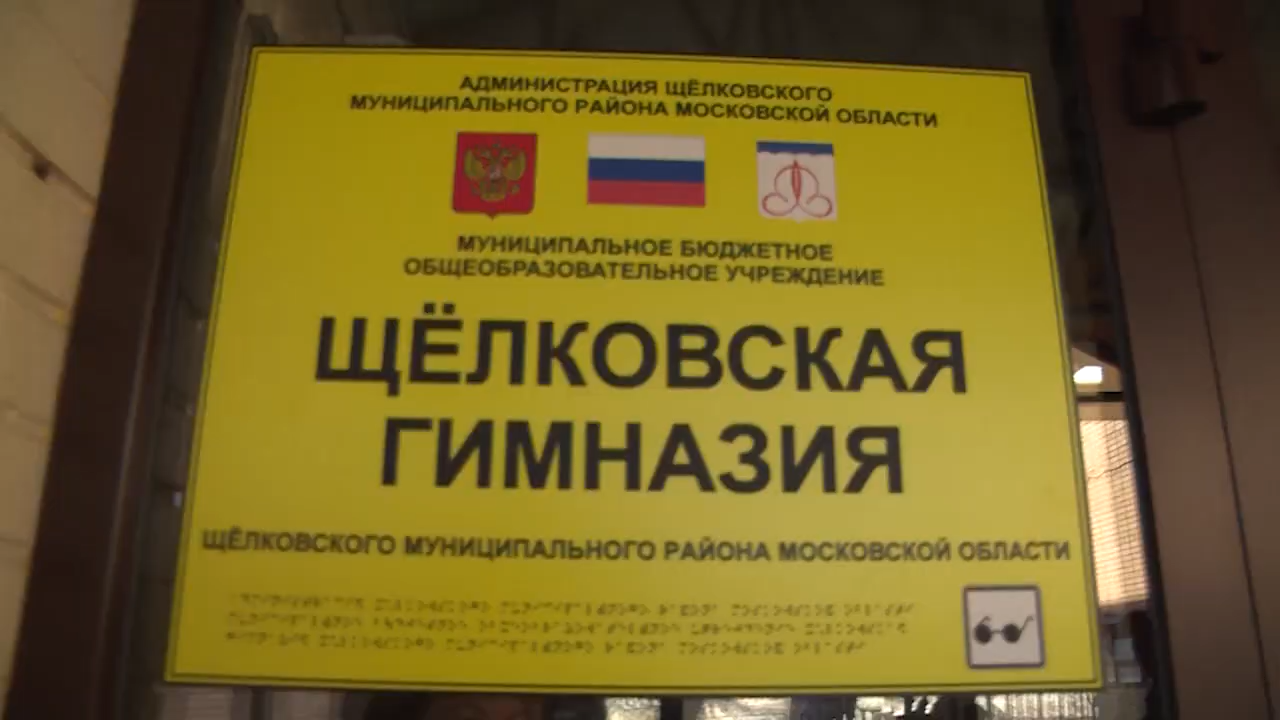 АДМИНИСТРАЦИЯ ЩЁЛКОВСКОГО
МУНИЦИПАЛЬНОГО РАЙОНА МОСКОВСКОЙ ОБЛАСТИ
МУНИЦИПАЛЬНОЕ БЮДЖЕТНОЕ
ОБЩЕОБРАЗОВАТЕЛЬНОЕ УЧРЕЖДЕНИЕ
ЩЁЛКОВСКАЯ
ГИМНАЗИЯ
ЩЁЛКОВСКОГО МУНИЦИПАЛЬНОГО РАЙОНА МОСКОВСКОЙ ОБЛАСТИ